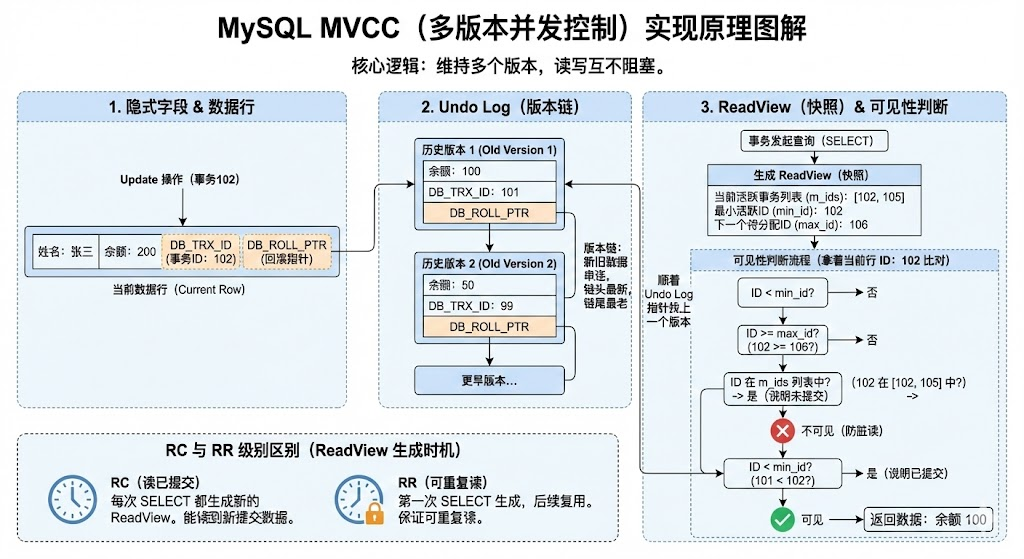 MySQL MVCC（多版本并发控制）实现原理图解
核心逻辑：维持多个版本，读写互不阻塞。
1. 隐式字段 & 数据行
Update 操作（事务102）
姓名：张三
余额：200
DB_TRX_ID
(事务ID：102)
DB_ROLL_PTR
(回滚指针)
当前数据行（Current Row）
2. Undo Log（版本链）
历史版本 1 (Old Version 1)
余额：100
DB_TRX_ID：101
DB_ROLL_PTR
历史版本 2 (Old Version 2)
余额：50
DB_TRX_ID：99
DB_ROLL_PTR
更早版本...
版本链：
新旧数据
串连，
链头最新，
链尾最老
3. ReadView（快照）& 可见性判断
事务发起查询（SELECT）
生成 ReadView（快照）
当前活跃事务列表 (m_ids)：[102, 105]
最小活跃ID (min_id)：102
下一个待分配ID (max_id)：106
可见性判断流程（拿着当前行 ID：102 比对）
ID < min_id?
否
ID >= max_id?
(102 >= 106?)
否
ID 在 m_ids 列表中?
–> 是（说明未提交）
(102 在 [102, 105] 中?)
–>
不可见（防脏读）
ID < min_id?
(101 < 102?)
是（说明已提交）
可见
返回数据：余额 100
顺着
Undo Log
指针找上
一个版本
RC 与 RR 级别区别（ReadView 生成时机）
RC（读已提交）
每次 SELECT 都生成新的
ReadView。能读到新提交数据。
RR（可重复读）
第一次 SELECT 生成，后续复用。
保证可重复读。